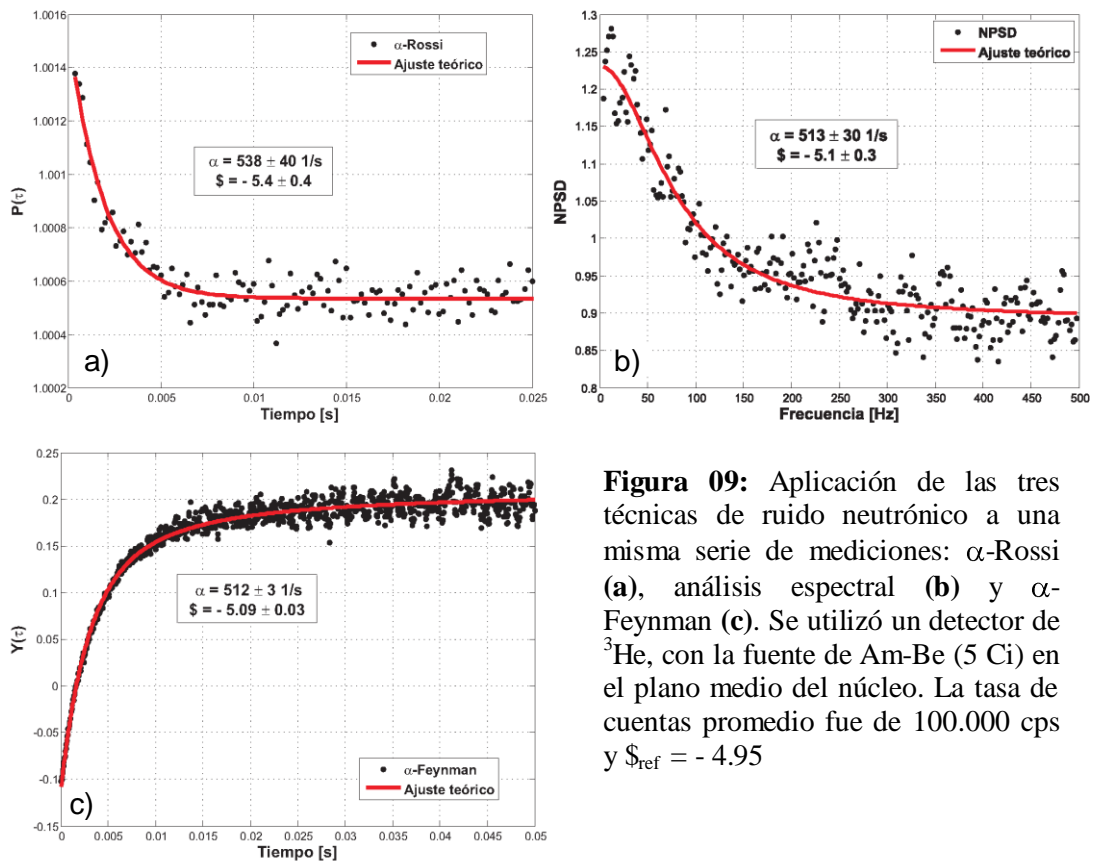 1.0016
1.0014
1.0012
1.001
1.0008
1.0006
1.0004
1.0002
P(τ)
α-Rossi
Ajuste teórico
α = 538 ± 40 1/s
$ = - 5.4 ± 0.4
a)
0
0.005
0.01
0.015
0.02
0.025
Tiempo [s]
1.3
1.25
1.2
1.15
1.1
1.05
1
0.95
0.9
0.85
0.8
NPSD
NPSD
Ajuste teórico
α = 513 ± 30 1/s
$ = - 5.1 ± 0.3
b)
0
50
100
150
200
250
300
350
400
450
500
Frecuencia [Hz]
0.25
0.2
0.15
0.1
0.05
0
-0.05
-0.1
-0.15
Y(τ)
α = 512 ± 3 1/s
$ = - 5.09 ± 0.03
α-Feynman
Ajuste teórico
c)
0
0.005
0.01
0.015
0.02
0.025
0.03
0.035
0.04
0.045
0.05
Tiempo [s]
Figura 09: Aplicación de las tres
técnicas de ruido neutrónico a una
misma serie de mediciones: α-Rossi
(a), análisis espectral (b) y α-
Feynman (c). Se utilizó un detector de
³He, con la fuente de Am-Be (5 Ci) en
el plano medio del núcleo. La tasa de
cuentas promedio fue de 100.000 cps
y $ref = - 4.95